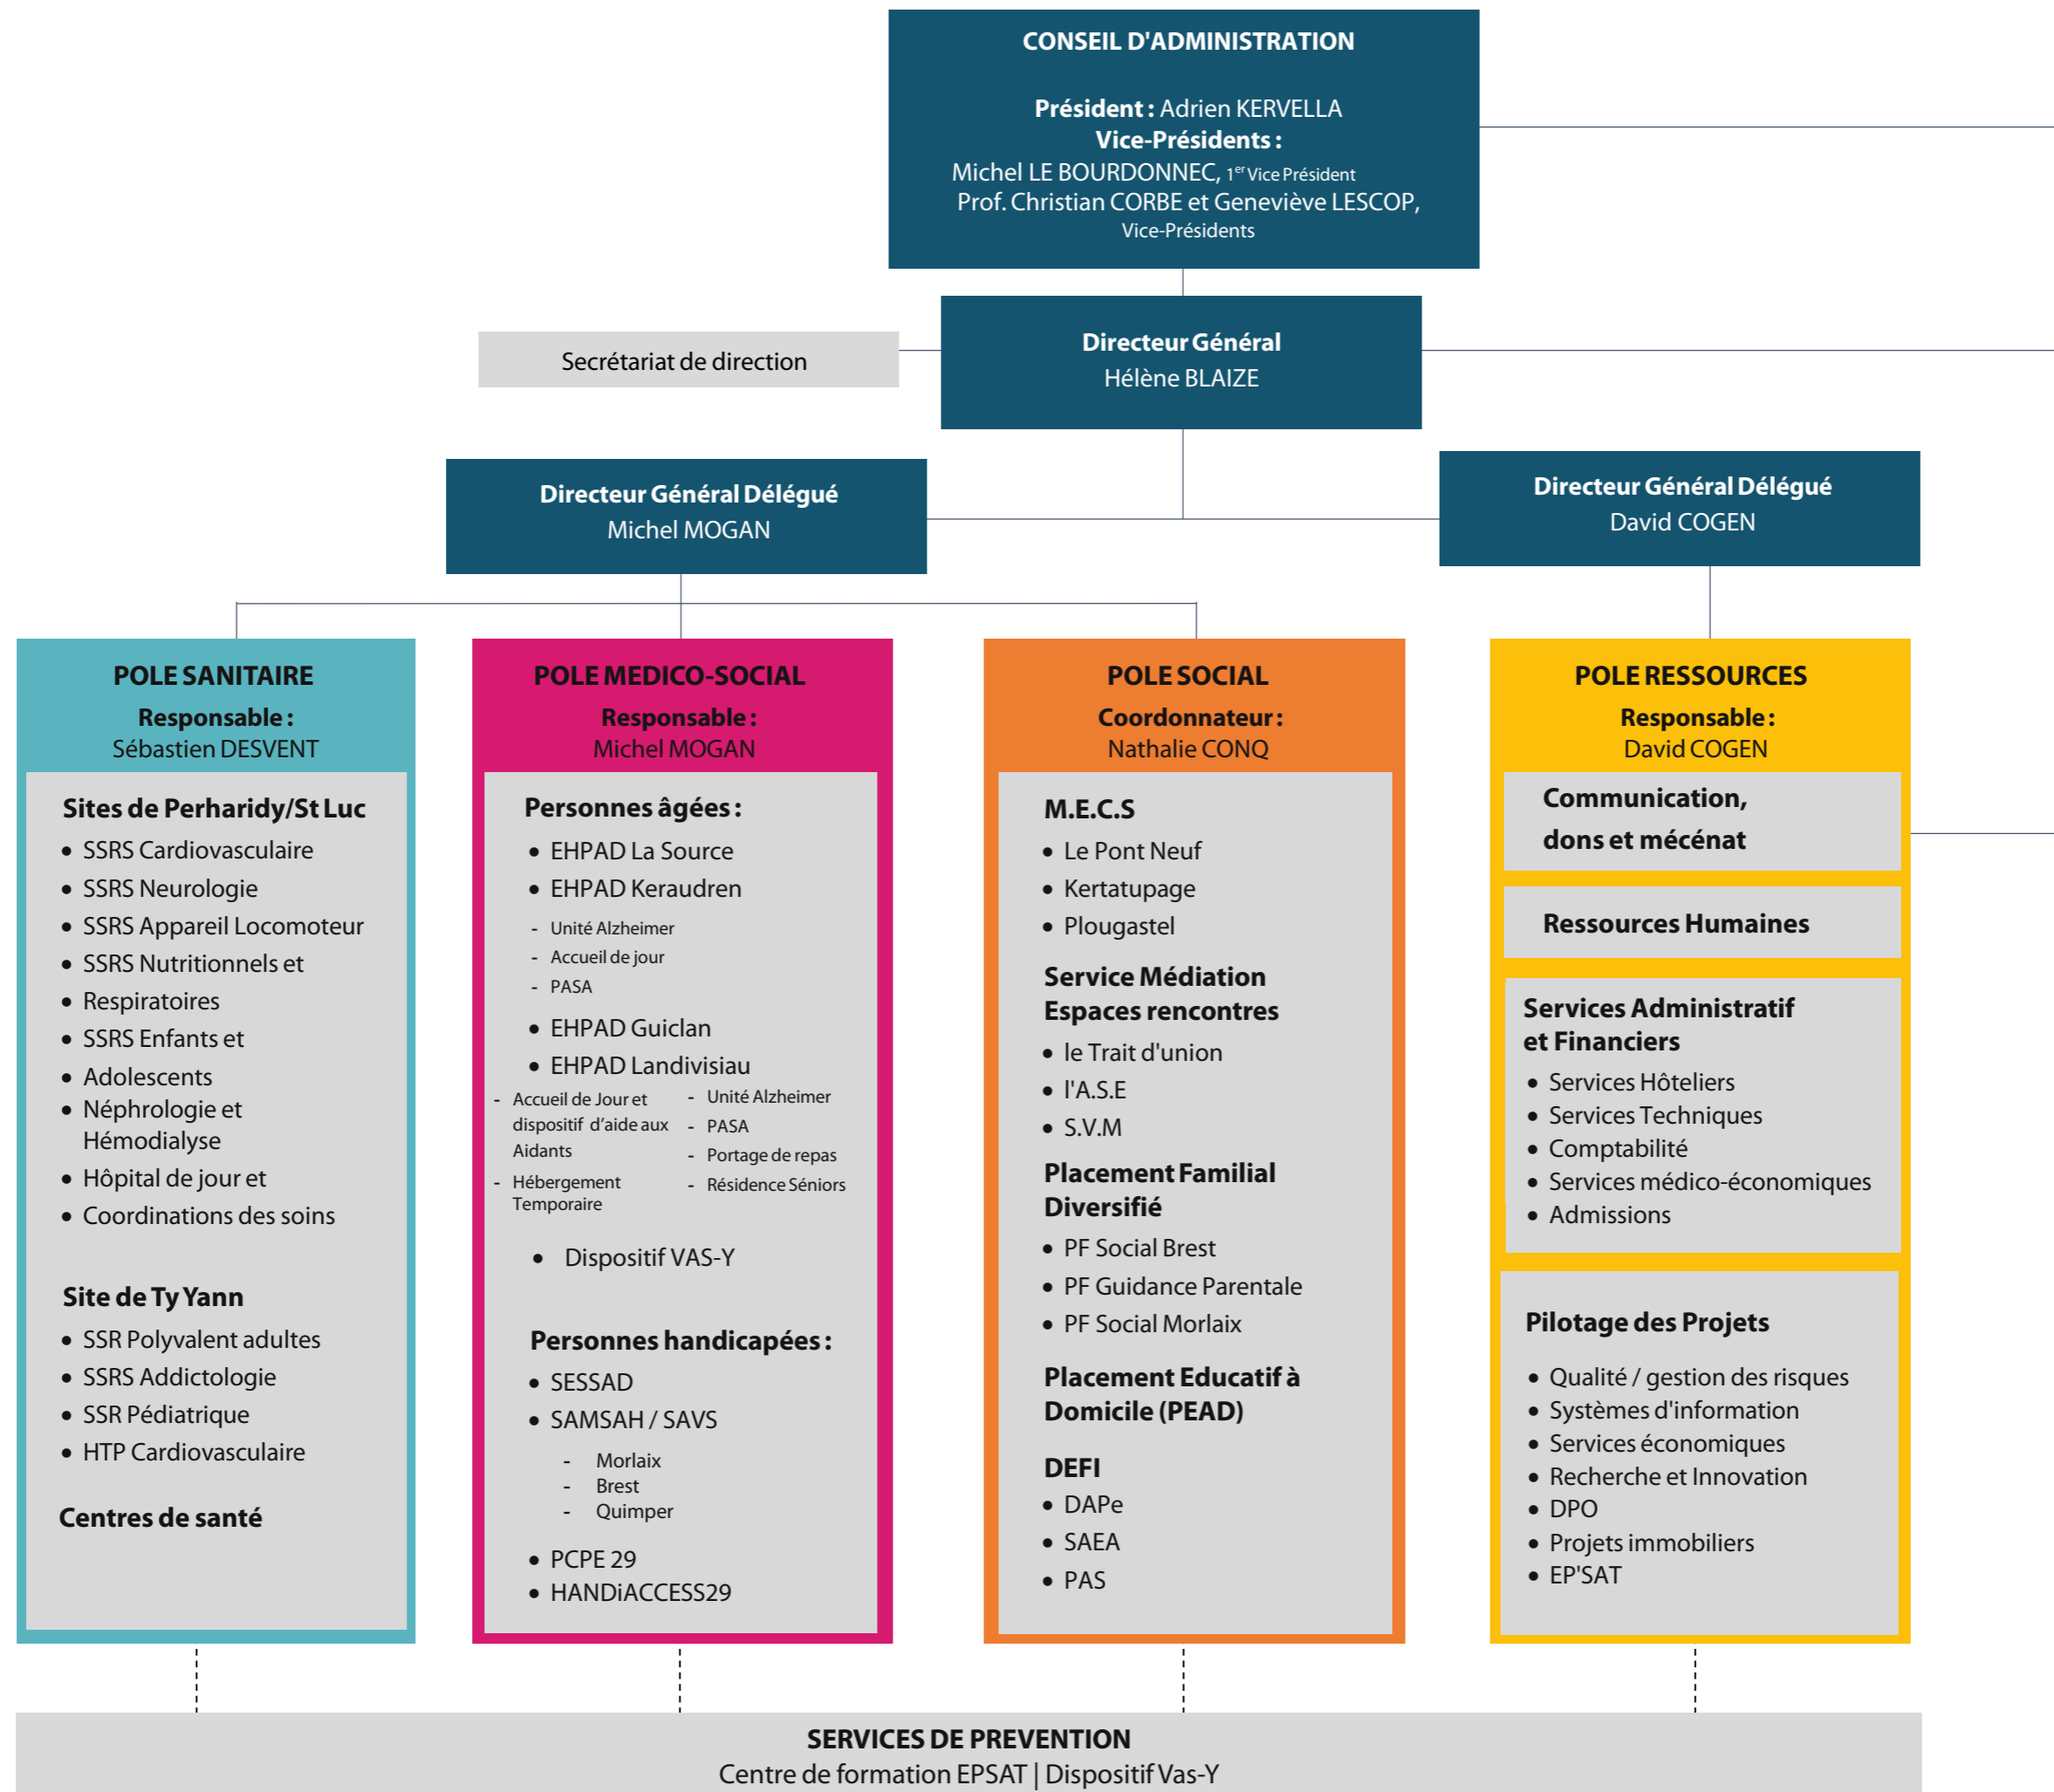 CONSEIL D'ADMINISTRATION
Président : Adrien KERVELLA
Vice-Présidents :
Michel LE BOURDONNEC, 1er Vice Président
Prof. Christian CORBE et Geneviève LESCOP,
Vice-Présidents
Secrétariat de direction
Directeur Général
Hélène BLAIZE
Directeur Général Délégué
Michel MOGAN
Directeur Général Délégué
David COGEN
POLE SANITAIRE
Responsable :
Sébastien DESVENT
Sites de Perharidy/St Luc
• SSRS Cardiovasculaire
• SSRS Neurologie
• SSRS Appareil Locomoteur
• SSRS Nutritionnels et
• Respiratoires
• SSRS Enfants et
• Adolescents
• Néphrologie et
Hémodialyse
• Hôpital de jour et
• Coordinations des soins
Site de Ty Yann
• SSR Polyvalent adultes
• SSRS Addictologie
• SSR Pédiatrique
• HTP Cardiovasculaire
Centres de santé
POLE MEDICO-SOCIAL
Responsable :
Michel MOGAN
Personnes âgées :
• EHPAD La Source
• EHPAD Keraudren
- Unité Alzheimer
- Accueil de jour
- PASA
• EHPAD Guiclan
• EHPAD Landivisiau
- Accueil de Jour et
dispositif d’aide aux
Aidants
- Hébergement
Temporaire
- Unité Alzheimer
- PASA
- Portage de repas
- Résidence Séniors
• Dispositif VAS-Y
Personnes handicapées :
• SESSAD
• SAMSAH / SAVS
- Morlaix
- Brest
- Quimper
• PCPE 29
• HANDiACCESS29
POLE SOCIAL
Coordonnateur :
Nathalie CONQ
M.E.C.S
• Le Pont Neuf
• Kertatupage
• Plougastel
Service Médiation
Espaces rencontres
• le Trait d'union
• l'A.S.E
• S.V.M
Placement Familial
Diversifié
• PF Social Brest
• PF Guidance Parentale
• PF Social Morlaix
Placement Educatif à
Domicile (PEAD)
DEFI
• DAPe
• SAEA
• PAS
POLE RESSOURCES
Responsable :
David COGEN
Communication,
dons et mécénat
Ressources Humaines
Services Administratif
et Financiers
• Services Hôteliers
• Services Techniques
• Comptabilité
• Services médico-économiques
• Admissions
Pilotage des Projets
• Qualité / gestion des risques
• Systèmes d'information
• Services économiques
• Recherche et Innovation
• DPO
• Projets immobiliers
• EP'SAT
SERVICES DE PREVENTION
Centre de formation EPSAT | Dispositif Vas-Y